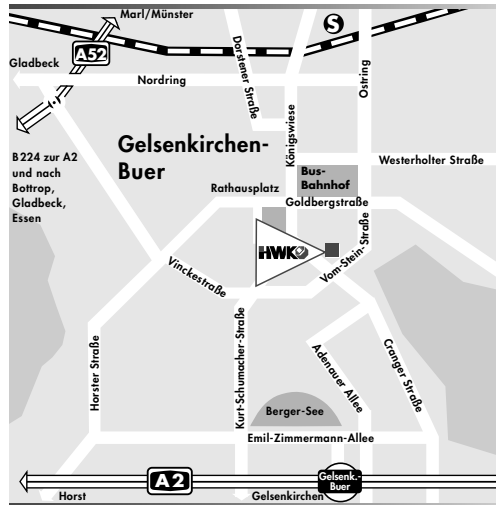 Marl/Münster
S
A52
Gladbeck
Nordring
Dorstener Straße
Ostring
Königswiese
Gelsenkirchen-
Buer
B 224 zur A2
und nach
Bottrop,
Gladbeck,
Essen
Westerholter Straße
Bus-
Bahnhof
Rathausplatz
Goldbergstraße
HWK
Vom-Stein-Straße
Vinckestraße
Kurt-Schumacher-Straße
Horster Straße
Adenauer Allee
Cranger Straße
Berger-See
Emil-Zimmermann-Allee
A2
Gelsenk.-
Buer
Horst
Gelsenkirchen